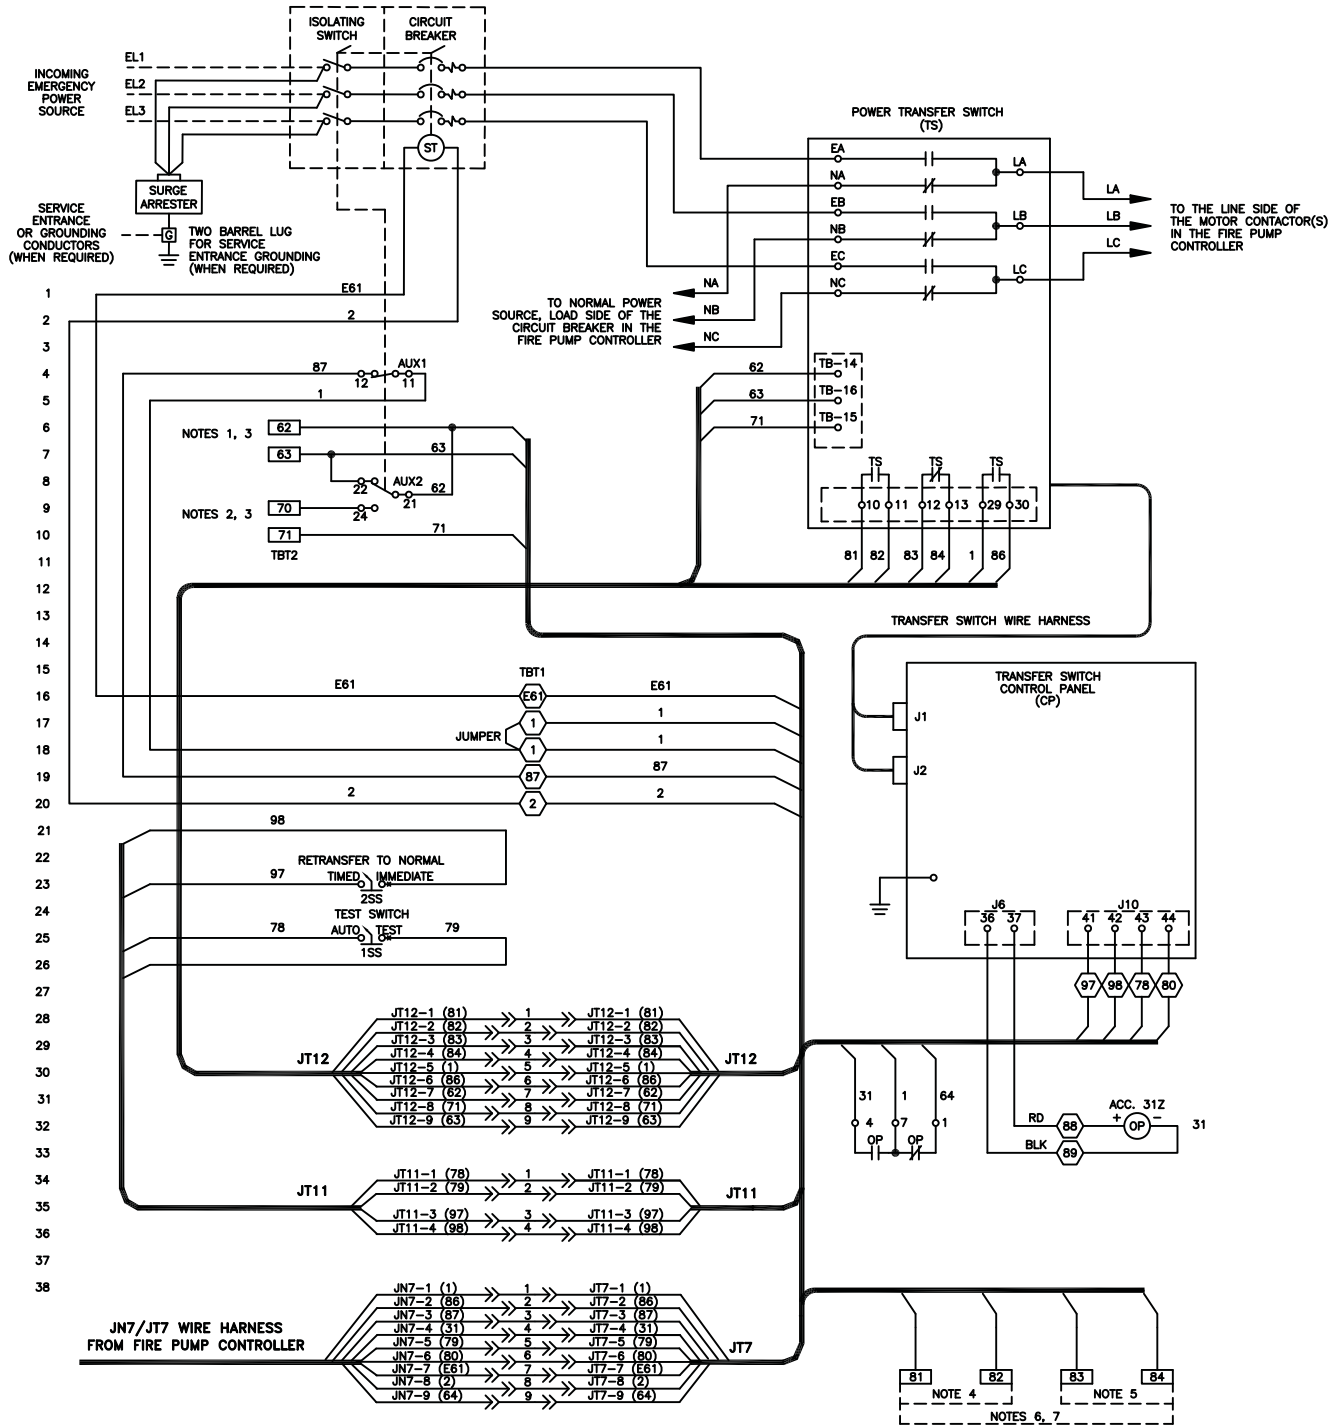 ISOLATING
SWITCH
CIRCUIT
BREAKER
EL1
EL2
EL3
INCOMING
EMERGENCY
POWER
SOURCE
ST
SURGE
ARRESTER
SERVICE
ENTRANCE
OR GROUNDING
CONDUCTORS
(WHEN REQUIRED)
G
TWO BARREL LUG
FOR SERVICE
ENTRANCE GROUNDING
(WHEN REQUIRED)
POWER TRANSFER SWITCH
(TS)
EA
NA
EB
NB
EC
NC
LA
LB
LC
LA
LB
LC
TO THE LINE SIDE OF
THE MOTOR CONTACTOR(S)
IN THE FIRE PUMP
CONTROLLER
NA
NB
NC
TO NORMAL POWER
SOURCE, LOAD SIDE OF THE
CIRCUIT BREAKER IN THE
FIRE PUMP CONTROLLER
1
2
3
4
5
6
7
8
9
10
11
12
13
14
15
16
17
18
19
20
21
22
23
24
25
26
27
28
29
30
31
32
33
34
35
36
37
38
E61
2
87
12
AUX1
11
1
NOTES 1, 3
62
63
63
22
AUX2
21
62
NOTES 2, 3
70
24
71
71
TBT2
62
TB-14
63
TB-16
71
TB-15
TS
TS
TS
10
11
12
13
29
30
81
82
83
84
1
86
TRANSFER SWITCH WIRE HARNESS
TRANSFER SWITCH
CONTROL PANEL
(CP)
J1
J2
J6
36
37
J10
41
42
43
44
97
98
78
80
TBT1
E61
E61
E61
1
1
JUMPER
1
1
87
87
2
2
2
98
RETRANSFER TO NORMAL
97
TIMED
IMMEDIATE
2SS
TEST SWITCH
78
AUTO
TEST
79
1SS
JT12
JT12-1 (81)
1
JT12-1 (81)
JT12-2 (82)
2
JT12-2 (82)
JT12-3 (83)
3
JT12-3 (83)
JT12-4 (84)
4
JT12-4 (84)
JT12-5 (1)
5
JT12-5 (1)
JT12-6 (86)
6
JT12-6 (86)
JT12-7 (62)
7
JT12-7 (62)
JT12-8 (71)
8
JT12-8 (71)
JT12-9 (63)
9
JT12-9 (63)
JT12
31
1
64
4
7
1
OP
OP
RD
88
ACC. 31Z
+
OP
-
31
BLK
89
JT11
JT11-1 (78)
1
JT11-1 (78)
JT11-2 (79)
2
JT11-2 (79)
JT11-3 (97)
3
JT11-3 (97)
JT11-4 (98)
4
JT11-4 (98)
JT11
JN7/JT7 WIRE HARNESS
FROM FIRE PUMP CONTROLLER
JN7-1 (1)
1
JT7-1 (1)
JN7-2 (86)
2
JT7-2 (86)
JN7-3 (87)
3
JT7-3 (87)
JN7-4 (31)
4
JT7-4 (31)
JN7-5 (79)
5
JT7-5 (79)
JN7-6 (80)
6
JT7-6 (80)
JN7-7 (E61)
7
JT7-7 (E61)
JN7-8 (2)
8
JT7-8 (2)
JN7-9 (64)
9
JT7-9 (64)
JT7
81
82
83
84
NOTE 4
NOTE 5
NOTES 6, 7